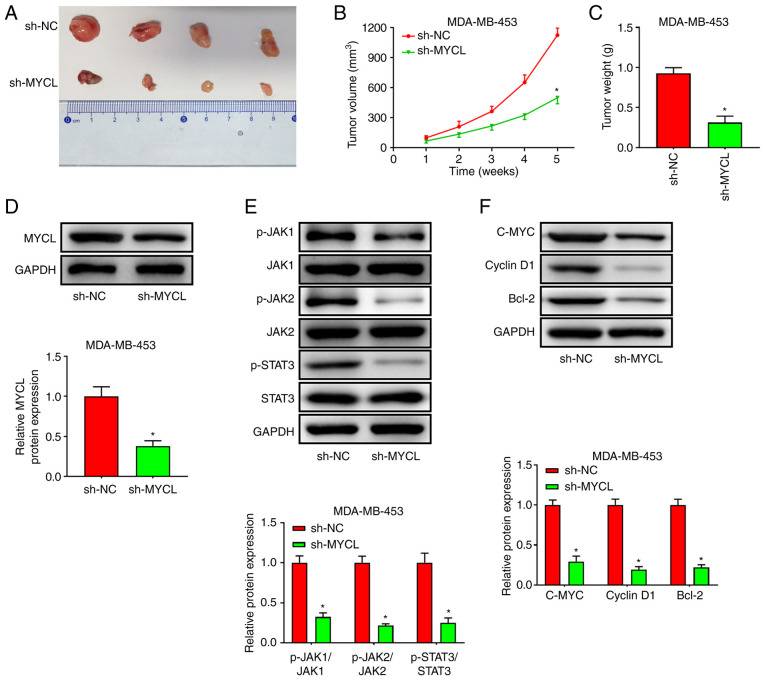 A
sh-NC
sh-MYCL
0 cm 1 2 3 4 5 6 7 8 9
B
MDA-MB-453
sh-NC
sh-MYCL
Tumor volume (mm3)
1200
900
600
300
0
*
0 1 2 3 4 5
Time (weeks)
C
MDA-MB-453
Tumor weight (g)
1.5
1.0
0.5
0.0
*
sh-NC
sh-MYCL
D
MYCL
GAPDH
sh-NC sh-MYCL
MDA-MB-453
Relative MYCL
protein expression
1.5
1.0
0.5
0.0
*
sh-NC sh-MYCL
E
p-JAK1
JAK1
p-JAK2
JAK2
p-STAT3
STAT3
GAPDH
sh-NC sh-MYCL
MDA-MB-453
sh-NC
sh-MYCL
Relative protein expression
1.5
1.0
0.5
0.0
* * *
p-JAK1/ p-JAK2/ p-STAT3/
JAK1 JAK2 STAT3
F
C-MYC
Cyclin D1
Bcl-2
GAPDH
sh-NC sh-MYCL
MDA-MB-453
sh-NC
sh-MYCL
Relative protein expression
1.5
1.0
0.5
0.0
* * *
C-MYC Cyclin D1 Bcl-2